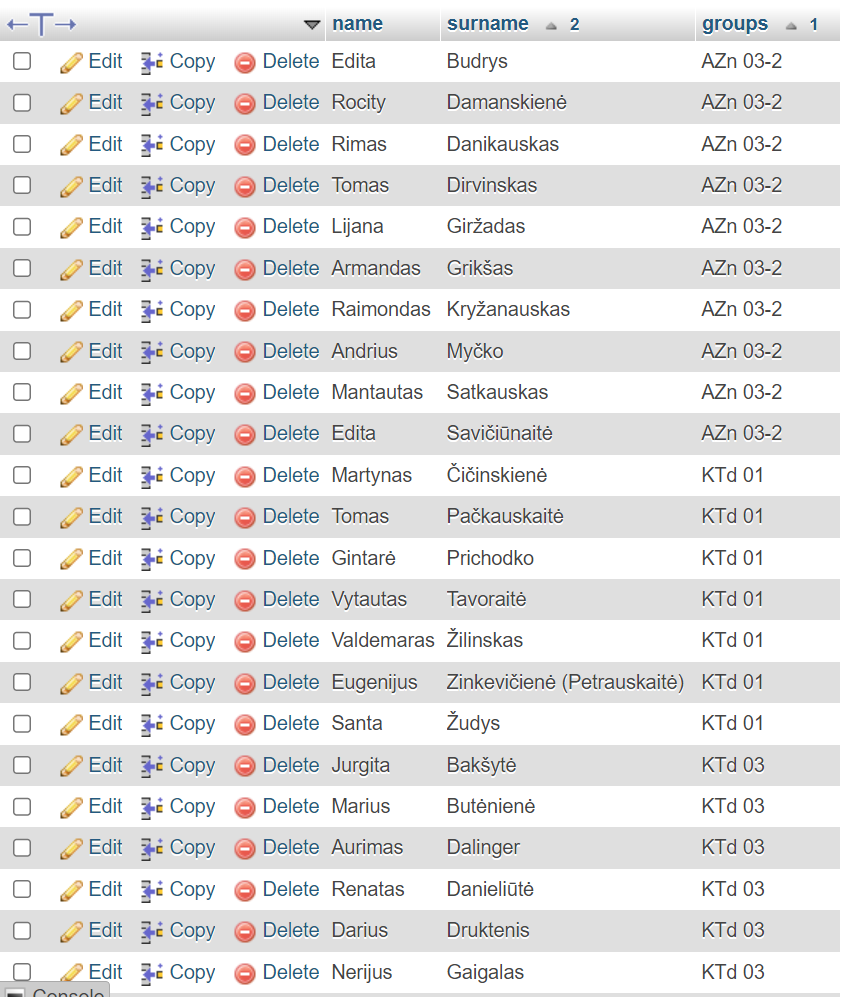 name surname 2 groups 1
Edit Copy Delete Edita Budrys AZn 03-2
Edit Copy Delete Rocity Damanskienė AZn 03-2
Edit Copy Delete Rimas Danikauskas AZn 03-2
Edit Copy Delete Tomas Dirvinskas AZn 03-2
Edit Copy Delete Lijana Giržadas AZn 03-2
Edit Copy Delete Armandas Grikšas AZn 03-2
Edit Copy Delete Raimondas Kryžanauskas AZn 03-2
Edit Copy Delete Andrius Myčko AZn 03-2
Edit Copy Delete Mantautas Satkauskas AZn 03-2
Edit Copy Delete Edita Savičiūnaitė AZn 03-2
Edit Copy Delete Martynas Čičinskienė KTd 01
Edit Copy Delete Tomas Pačkauskaitė KTd 01
Edit Copy Delete Gintarė Prichodko KTd 01
Edit Copy Delete Vytautas Tavoraitė KTd 01
Edit Copy Delete Valdemaras Žilinskas KTd 01
Edit Copy Delete Eugenijus Zinkevičienė (Petrauskaitė) KTd 01
Edit Copy Delete Santa Žudys KTd 01
Edit Copy Delete Jurgita Bakšytė KTd 03
Edit Copy Delete Marius Butėnienė KTd 03
Edit Copy Delete Aurimas Dalinger KTd 03
Edit Copy Delete Renatas Danieliūtė KTd 03
Edit Copy Delete Darius Druktenis KTd 03
Edit Copy Delete Nerijus Gaigalas KTd 03
Console